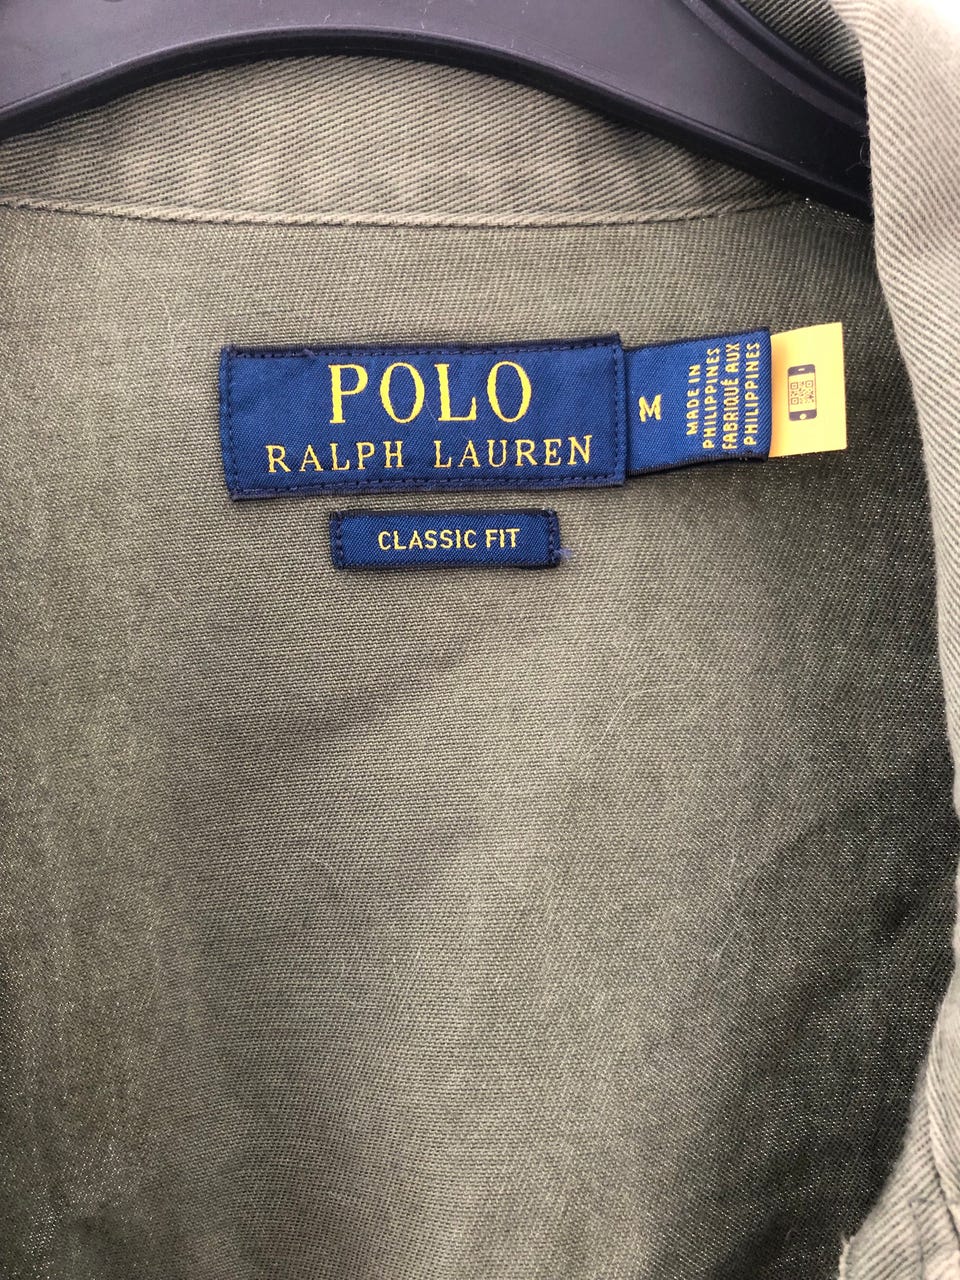 POLO
RALPH LAUREN
M
MADE IN
PHILIPPINES
FABRIQUÉ AUX
PHILIPPINES
CLASSIC FIT